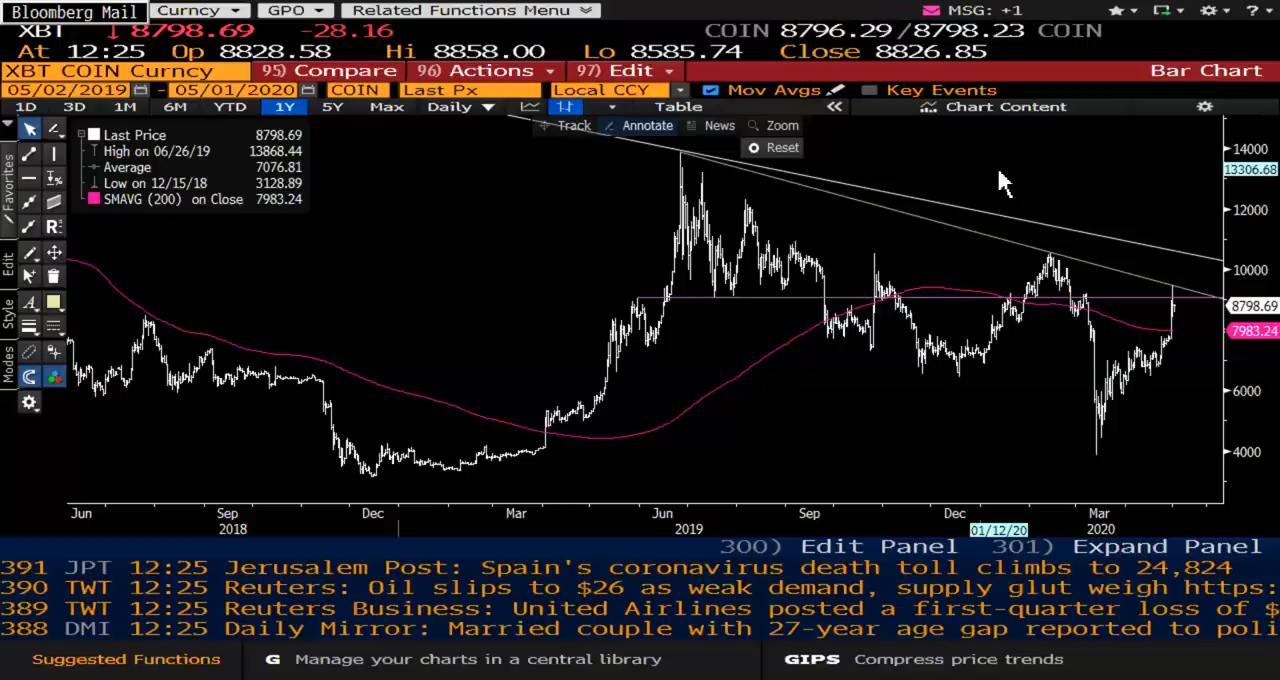 Bloomberg Mail Curncy GPO Related Functions Menu MSG: +1
XBT ↓8798.69 -28.16 COIN 8796.29/8798.23 COIN
At 12:25 Op 8828.58 Hi 8858.00 Lo 8585.74 Close 8826.85
XBT COIN Curncy 95) Compare 96) Actions 97) Edit Bar Chart
05/02/2019 - 05/01/2020 COIN Last Px Local CCY Mov Avgs Key Events
1D 3D 1M 6M YTD 1Y 5Y Max Daily Table Chart Content
Track Annotate News Zoom
Reset
Last Price 8798.69
High on 06/26/19 13868.44
Average 7076.81
Low on 12/15/18 3128.89
SMAVG (200) on Close 7983.24
Favorites
Edit
Style
Modes
R
A
14000
13306.68
12000
10000
8798.69
7983.24
6000
4000
Jun Sep Dec Mar Jun Sep Dec Mar
2018 2019 01/12/20 2020
300) Edit Panel 301) Expand Panel
391 JPT 12:25 Jerusalem Post: Spain's coronavirus death toll climbs to 24,824
390 TWT 12:25 Reuters: Oil slips to $26 as weak demand, supply glut weigh https:
389 TWT 12:25 Reuters Business: United Airlines posted a first-quarter loss of $
388 DMI 12:25 Daily Mirror: Married couple with 27-year age gap reported to poli
Suggested Functions G Manage your charts in a central library GIPS Compress price trends